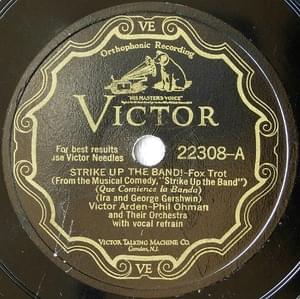 VE
Orthophonic Recording
"HIS MASTER'S VOICE"
VICTOR
For best results
use Victor Needles
22308-A
STRIKE UP THE BAND!-Fox Trot
(From the Musical Comedy, "Strike Up the Band")
(Que Comience la Banda)
(Ira and George Gershwin)
Victor Arden-Phil Ohman
and Their Orchestra
with vocal refrain
VICTOR TALKING MACHINE CO.
Camden, N.J.
VE